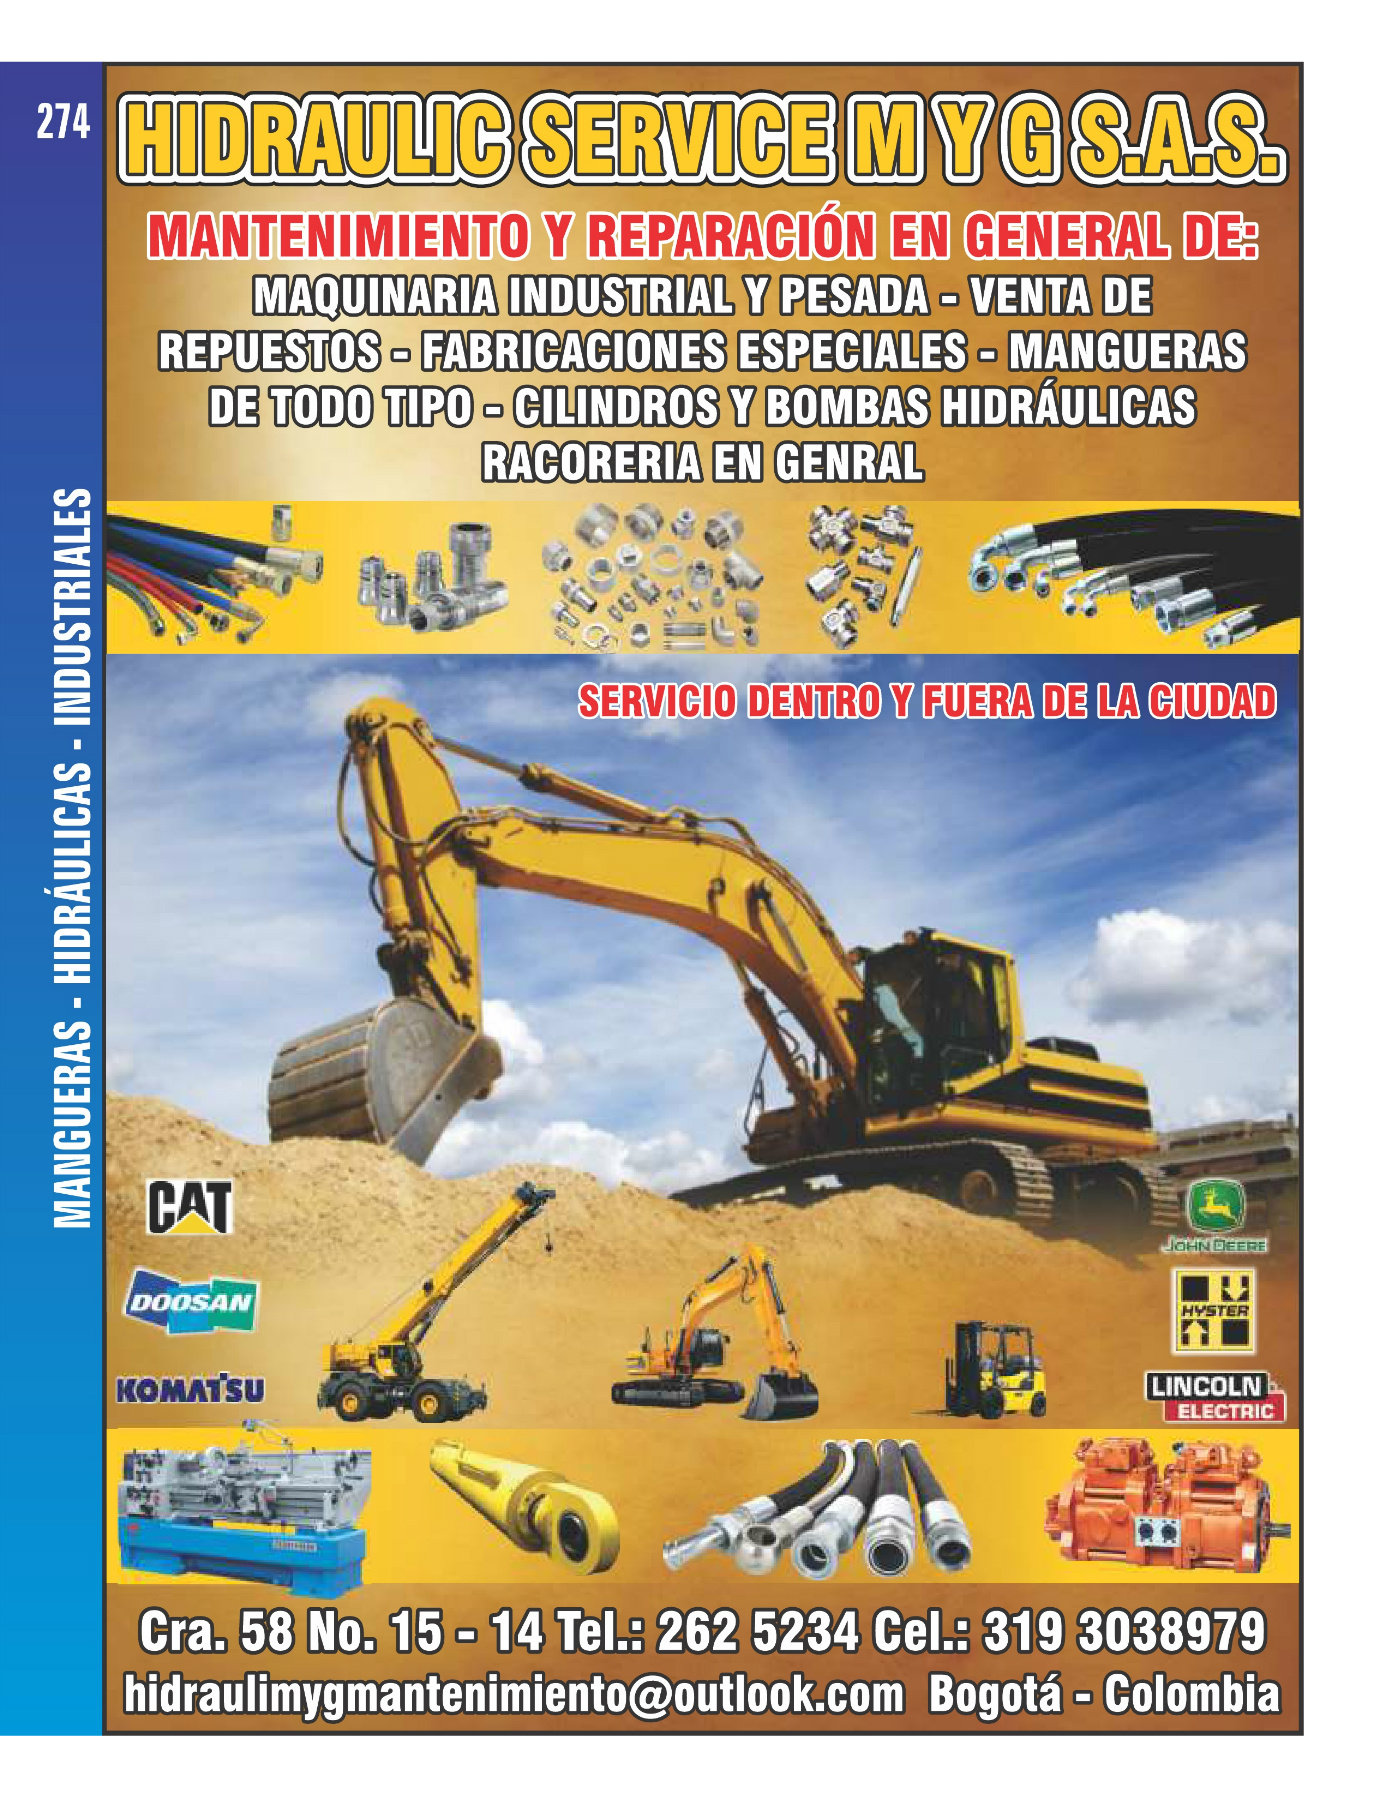 274
HIDRAULIC SERVICE M Y G S.A.S.
MANTENIMIENTO Y REPARACIÓN EN GENERAL DE:
MAQUINARIA INDUSTRIAL Y PESADA - VENTA DE
REPUESTOS - FABRICACIONES ESPECIALES - MANGUERAS
DE TODO TIPO - CILINDROS Y BOMBAS HIDRÁULICAS
RACORERIA EN GENRAL
MANGUERAS - HIDRÁULICAS - INDUSTRIALES
SERVICIO DENTRO Y FUERA DE LA CIUDAD
CAT
DOOSAN
KOMATSU
JOHN DEERE
HYSTER
LINCOLN
ELECTRIC
Cra. 58 No. 15 - 14 Tel.: 262 5234 Cel.: 319 3038979
hidraulimygmantenimiento@outlook.com Bogotá - Colombia